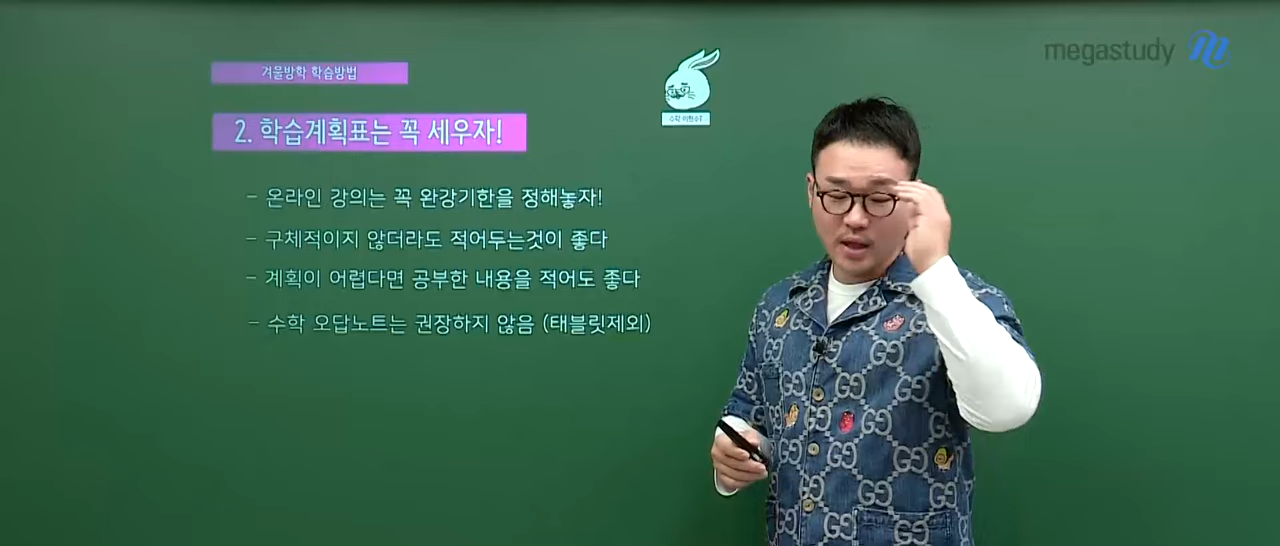 megastudy
겨울방학 학습방법
2. 학습계획표는 꼭 세우자!
- 온라인 강의는 꼭 완강기한을 정해놓자!
- 구체적이지 않더라도 적어두는것이 좋다
- 계획이 어렵다면 공부한 내용을 적어도 좋다
- 수학 오답노트는 권장하지 않음 (태블릿제외)